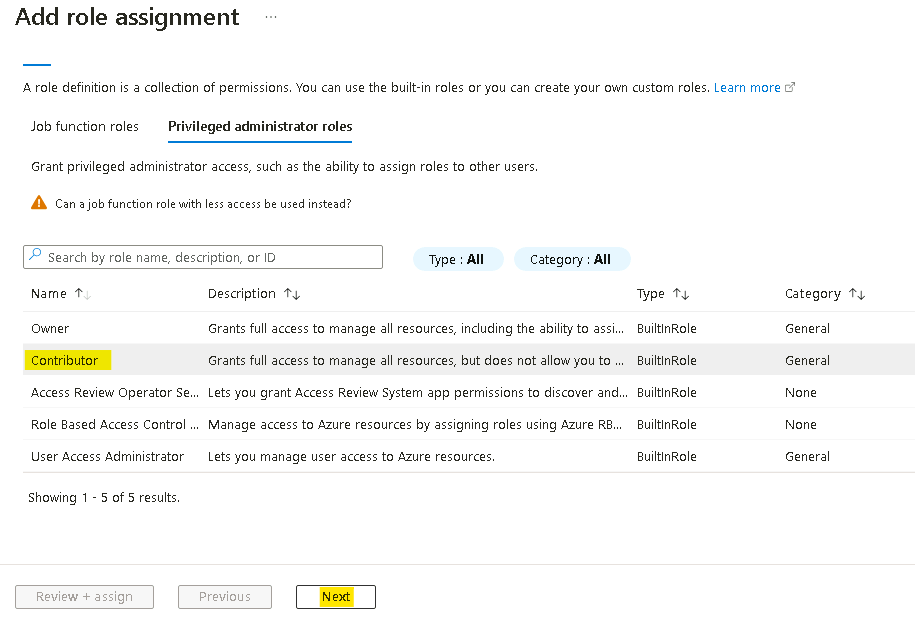 Add role assignment ...
A role definition is a collection of permissions. You can use the built-in roles or you can create your own custom roles. Learn more
Job function roles Privileged administrator roles
Grant privileged administrator access, such as the ability to assign roles to other users.
Can a job function role with less access be used instead?
Search by role name, description, or ID Type : All Category : All
Name ↑↓ Description ↑↓ Type ↑↓ Category ↑↓
Owner Grants full access to manage all resources, including the ability to assi... BuiltInRole General
Contributor Grants full access to manage all resources, but does not allow you to ... BuiltInRole General
Access Review Operator Se... Lets you grant Access Review System app permissions to discover and... BuiltInRole None
Role Based Access Control ... Manage access to Azure resources by assigning roles using Azure RB... BuiltInRole None
User Access Administrator Lets you manage user access to Azure resources. BuiltInRole General
Showing 1 - 5 of 5 results.
Review + assign Previous Next